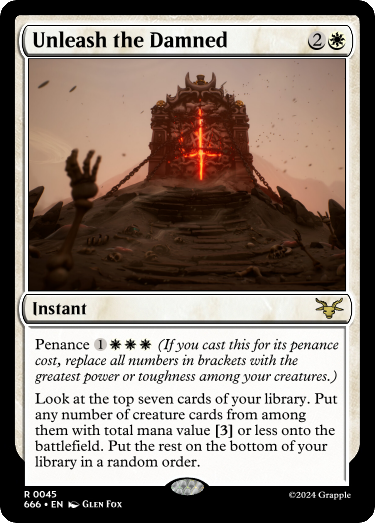 Unleash the Damned 2
Instant
Penance 1 (If you cast this for its penance
cost, replace all numbers in brackets with the
greatest power or toughness among your creatures.)
Look at the top seven cards of your library. Put
any number of creature cards from among
them with total mana value [3] or less onto the
battlefield. Put the rest on the bottom of your
library in a random order.
R 0045
666 • EN Glen Fox
©2024 Grapple